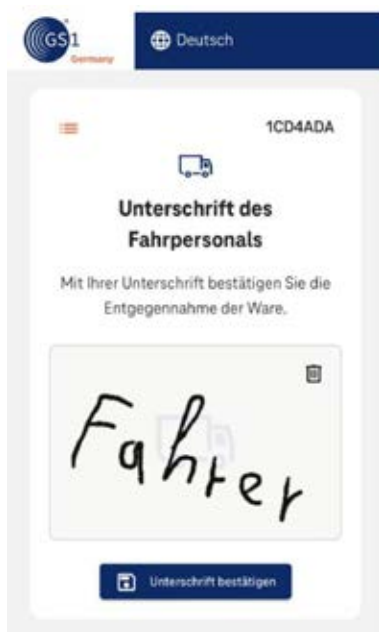 GS1
Germany
Deutsch
1CD4ADA
Unterschrift des
Fahrpersonals
Mit Ihrer Unterschrift bestätigen Sie die
Entgegennahme der Ware.
Fahrer
Unterschrift bestätigen